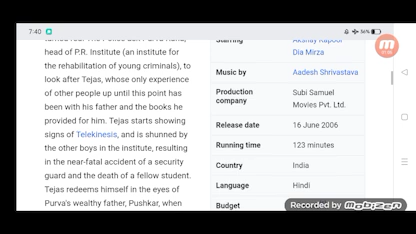 7:40
56%
turned four. The Police ask Purva Rana,
head of P.R. Institute (an institute for
the rehabilitation of young criminals), to
look after Tejas, whose only experience
of other people up until this point has
been with his father and the books he
provided for him. Tejas starts showing
signs of Telekinesis, and is shunned by
the other boys in the institute, resulting
in the near-fatal accident of a security
guard and the death of a fellow student.
Tejas redeems himself in the eyes of
Purva's wealthy father, Pushkar, when
Starring Akshay Kapoor
Dia Mirza
Music by Aadesh Shrivastava
Production company Subi Samuel Movies Pvt. Ltd.
Release date 16 June 2006
Running time 123 minutes
Country India
Language Hindi
Budget
Recorded by Mobizen